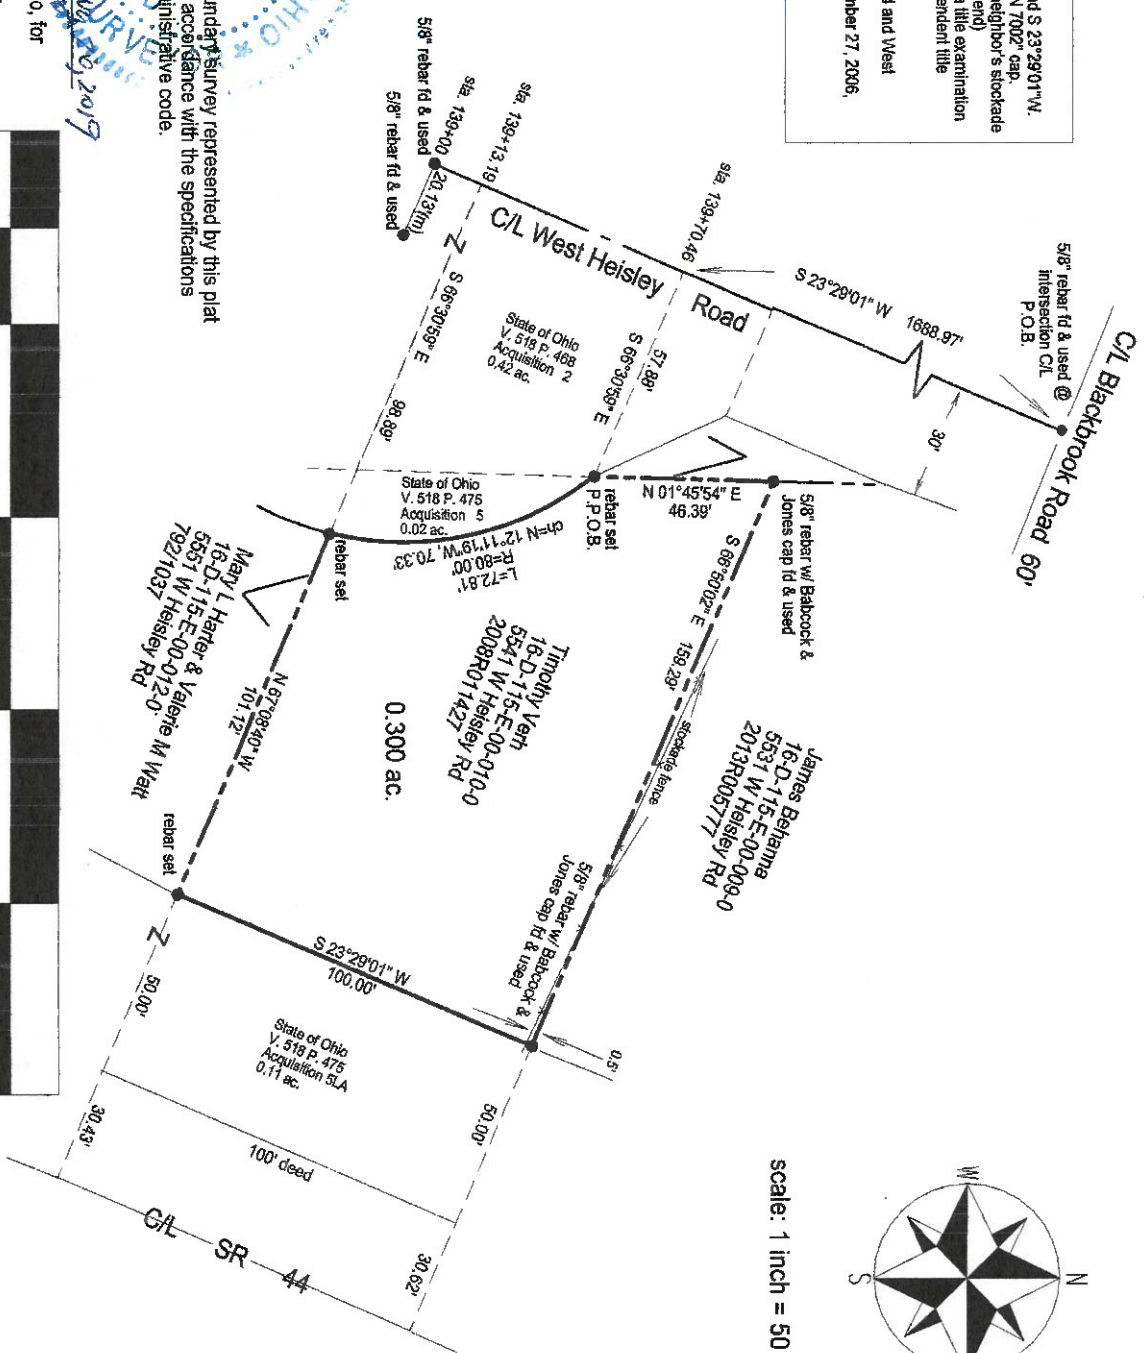 d S 23°29'01"W.
N 7002" cap.
neighbor's stockade
end)
a title examination
pendent title
d and West
mber 27, 2006,
C/L Blackbrook Road 60'
5/8" rebar fd & used @
intersection C/L
P.O.B.
S 23°29'01" W 1688.97'
30'
sta. 139+70.46
C/L West Heisley Road
sta. 139+13.19
sta. 139+00
5/8" rebar fd & used
20.13'(m)
5/8" rebar fd & used
Z
S 66°30'59" E
98.89'
State of Ohio
V. 518 P. 468
Acquisition 2
0.42 ac.
57.88'
S 66°30'59" E
rebar set
P.P.O.B.
N 01°45'54" E
46.39'
5/8" rebar w/ Babcock &
Jones cap fd & used
State of Ohio
V. 518 P. 475
Acquisition 5
0.02 ac.
L=72.81'
R=80.00'
ch=N 12°11'19"W, 70.33'
rebar set
S 66°50'02" E 159.29'
stockade fence
James Behanna
16-D-115-E-00-009-0
5531 W Heisley Rd
2013R005777
Timothy Verh
16-D-115-E-00-010-0
5541 W Heisley Rd
2008R011427
0.300 ac.
Mary L Harter & Valerie M Watt
16-D-115-E-00-012-0
5551 W Heisley Rd
792/1037
N 67°08'40" W
101.12'
rebar set
5/8" rebar w/ Babcock &
Jones cap fd & used
0.5'
S 23°29'01" W
100.00'
Z
50.00'
State of Ohio
V. 518 P. 475
Acquisition 5LA
0.11 ac.
50.00'
30.43'
100' deed
30.62'
C/L SR 44
N
W
S
scale: 1 inch = 50
OHIO
SURVE
undary survey represented by this plat
accordance with the specifications
ministrative code.
2019
o, for